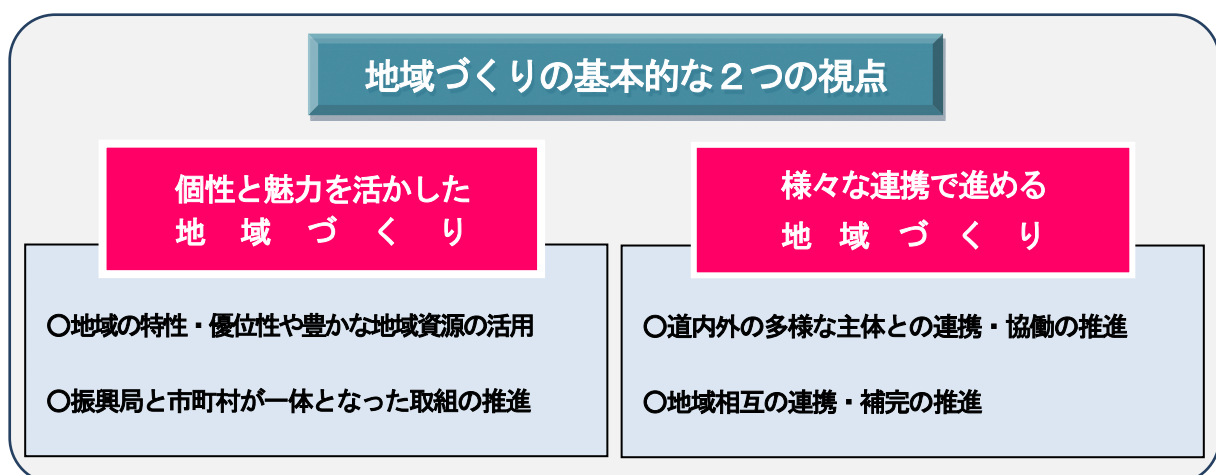 地域づくりの基本的な２つの視点
個性と魅力を活かした
地域づくり
○地域の特性・優位性や豊かな地域資源の活用
○振興局と市町村が一体となった取組の推進
様々な連携で進める
地域づくり
○道内外の多様な主体との連携・協働の推進
○地域相互の連携・補完の推進